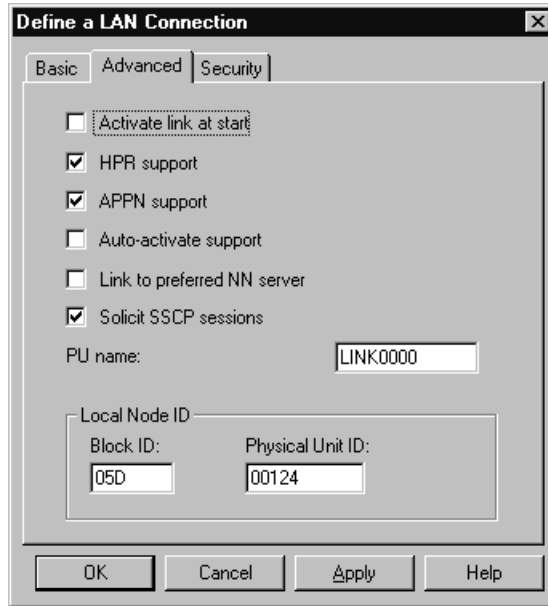 Define a LAN Connection
Basic Advanced Security
Activate link at start
HPR support
APPN support
Auto-activate support
Link to preferred NN server
Solicit SSCP sessions
PU name: LINK0000
Local Node ID
Block ID: Physical Unit ID:
05D 00124
OK Cancel Apply Help